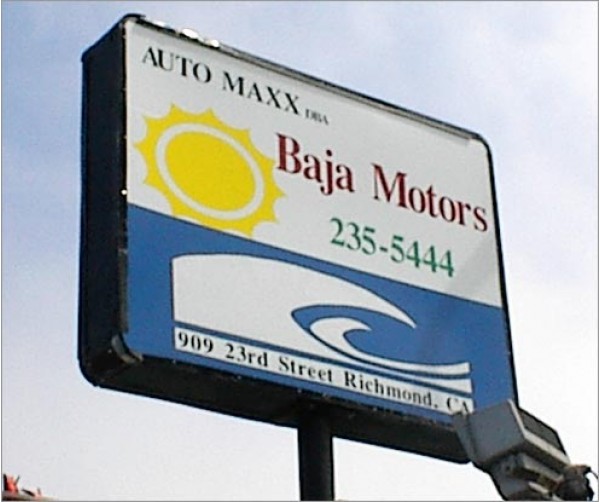 AUTO MAXX DBA
Baja Motors
235-5444
909 23rd Street Richmond, CA